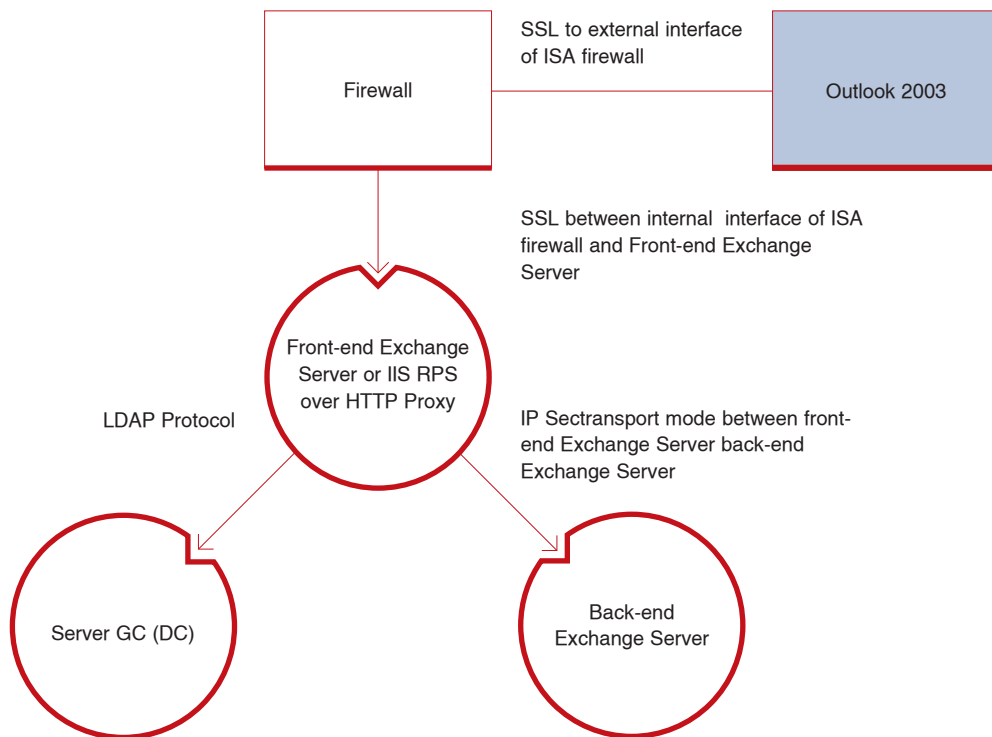 SSL to external interface
of ISA firewall
Firewall
Outlook 2003
SSL between internal interface of ISA
firewall and Front-end Exchange
Server
Front-end Exchange
Server or IIS RPS
over HTTP Proxy
LDAP Protocol
IP Sectransport mode between front-
end Exchange Server back-end
Exchange Server
Server GC (DC)
Back-end
Exchange Server